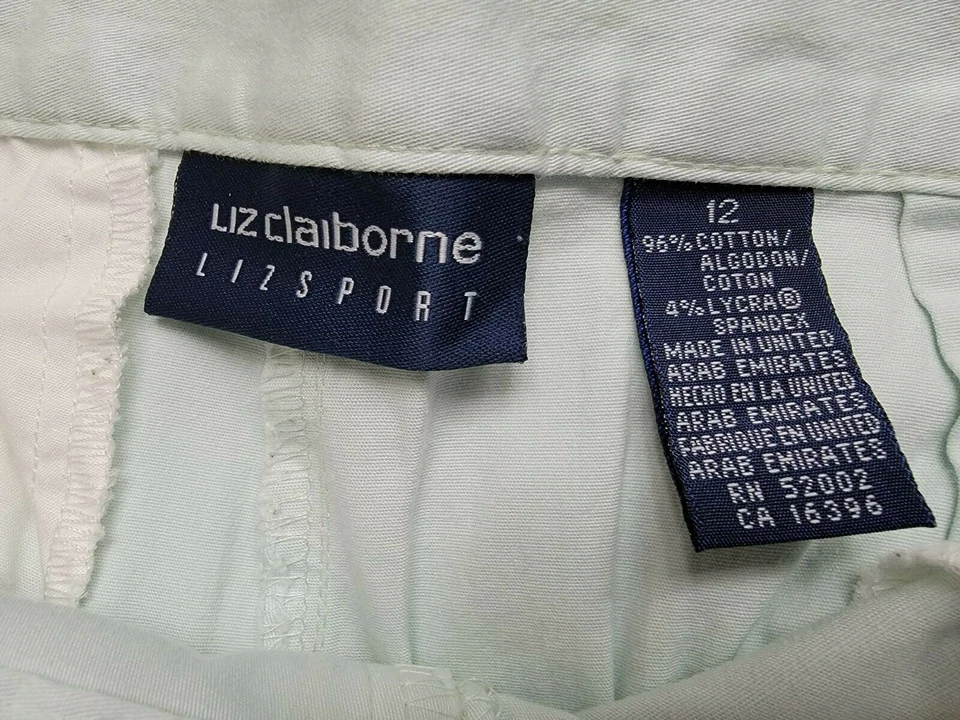 Liz claiborne
LIZSPORT
12
96% COTTON/
ALGODON/
COTON
4% LYCRA®
SPANDEX
MADE IN UNITED
ARAB EMIRATES
HECHO EN LA UNITED
ARAB EMIRATES
FABRIQUE EN UNITED
ARAB EMIRATES
RN 52002
CA 16396